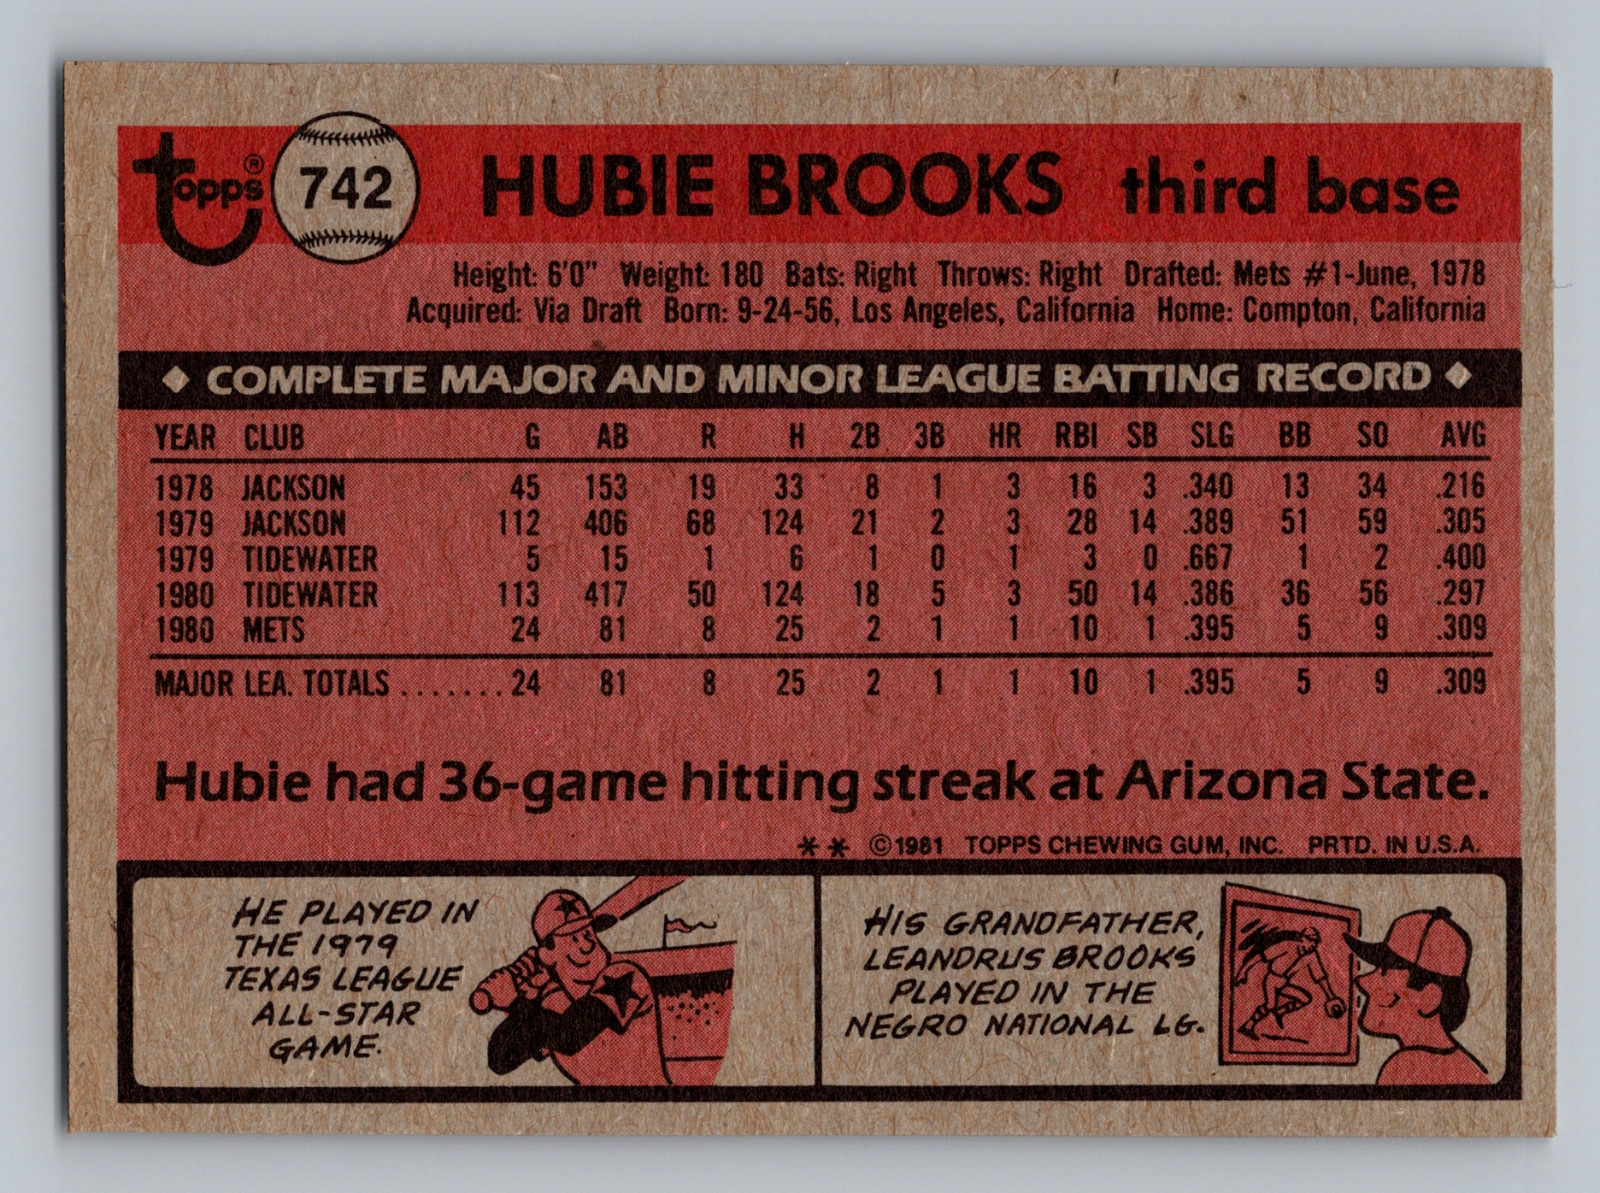 topps® 742 HUBIE BROOKS third base
Height: 6'0" Weight: 180 Bats: Right Throws: Right Drafted: Mets #1-June, 1978
Acquired: Via Draft Born: 9-24-56, Los Angeles, California Home: Compton, California
◆ COMPLETE MAJOR AND MINOR LEAGUE BATTING RECORD ◆
YEAR CLUB G AB R H 2B 3B HR RBI SB SLG BB SO AVG
1978 JACKSON 45 153 19 33 8 1 3 16 3 .340 13 34 .216
1979 JACKSON 112 406 68 124 21 2 3 28 14 .389 51 59 .305
1979 TIDEWATER 5 15 1 6 1 0 1 3 0 .667 1 2 .400
1980 TIDEWATER 113 417 50 124 18 5 3 50 14 .386 36 56 .297
1980 METS 24 81 8 25 2 1 1 10 1 .395 5 9 .309
MAJOR LEA. TOTALS ....... 24 81 8 25 2 1 1 10 1 .395 5 9 .309
Hubie had 36-game hitting streak at Arizona State.
** ©1981 TOPPS CHEWING GUM, INC. PRTD. IN U.S.A.
HE PLAYED IN
THE 1979
TEXAS LEAGUE
ALL-STAR
GAME.
HIS GRANDFATHER,
LEANDRUS BROOKS
PLAYED IN THE
NEGRO NATIONAL LG.